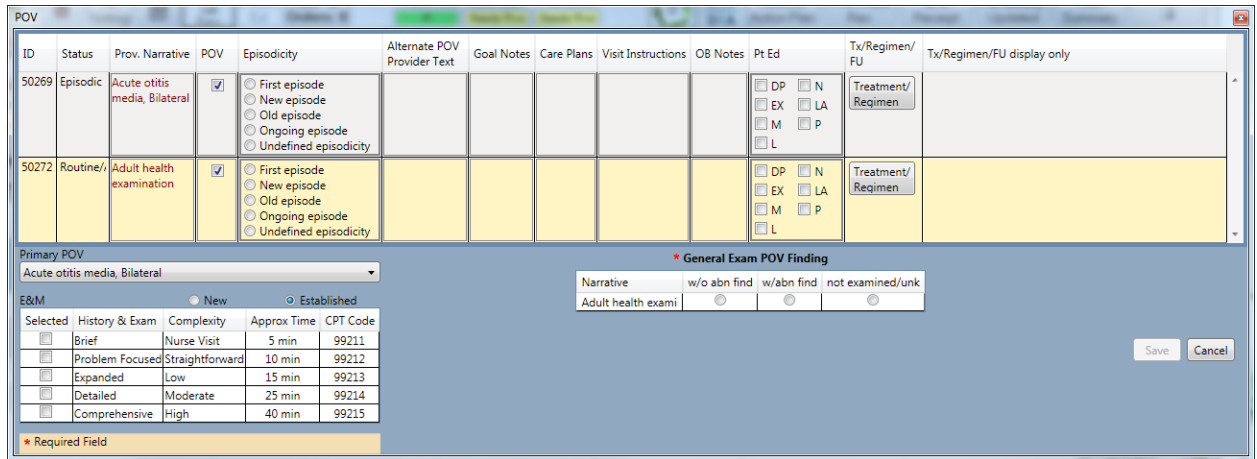 POV
ID Status Prov. Narrative POV Episodicity Alternate POV Provider Text Goal Notes Care Plans Visit Instructions OB Notes Pt Ed Tx/Regimen/ FU Tx/Regimen/FU display only
50269 Episodic Acute otitis media, Bilateral
First episode
New episode
Old episode
Ongoing episode
Undefined episodicity
DP N
EX LA
M P
L
Treatment/
Regimen
50272 Routine/ Adult health examination
First episode
New episode
Old episode
Ongoing episode
Undefined episodicity
DP N
EX LA
M P
L
Treatment/
Regimen
Primary POV
Acute otitis media, Bilateral
E&M New Established
Selected History & Exam Complexity Approx Time CPT Code
Brief Nurse Visit 5 min 99211
Problem Focused Straightforward 10 min 99212
Expanded Low 15 min 99213
Detailed Moderate 25 min 99214
Comprehensive High 40 min 99215
* Required Field
* General Exam POV Finding
Narrative w/o abn find w/abn find not examined/unk
Adult health exami
Save Cancel